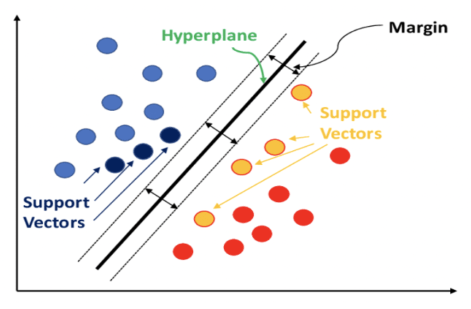 Hyperplane
Margin
Support
Vectors
Support
Vectors